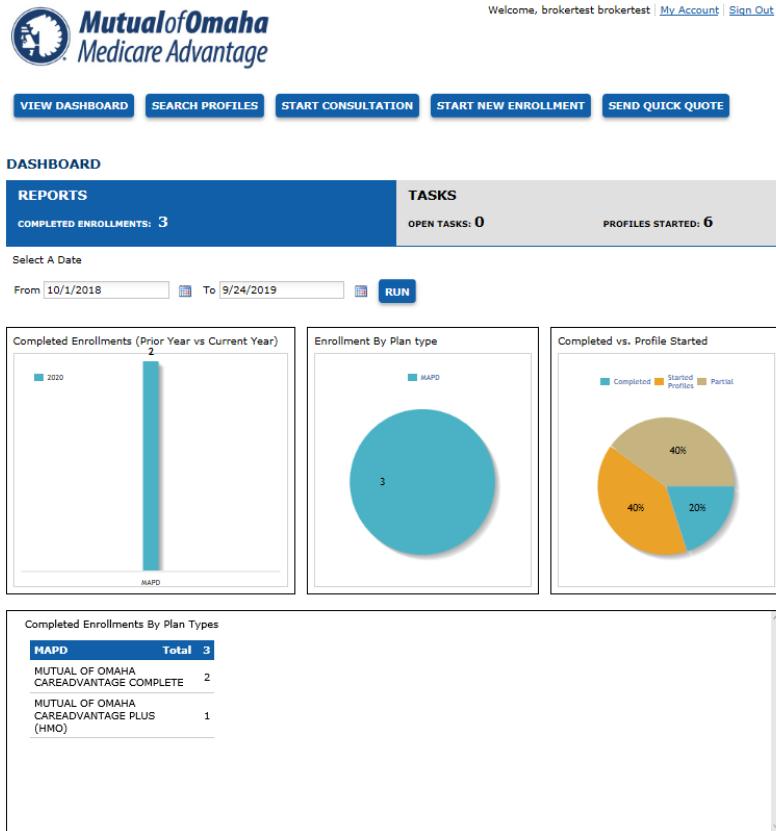 Welcome, brokertest brokertest | My Account | Sign Out
MutualofOmaha
Medicare Advantage
VIEW DASHBOARD SEARCH PROFILES START CONSULTATION START NEW ENROLLMENT SEND QUICK QUOTE
DASHBOARD
REPORTS TASKS
COMPLETED ENROLLMENTS: 3 OPEN TASKS: 0 PROFILES STARTED: 6
Select A Date
From 10/1/2018 To 9/24/2019 RUN
Completed Enrollments (Prior Year vs Current Year)
2
2020
MAPD
Enrollment By Plan type
MAPD
3
Completed vs. Profile Started
Completed Started Profiles Partial
40%
40% 20%
Completed Enrollments By Plan Types
MAPD Total 3
MUTUAL OF OMAHA
CAREADVANTAGE COMPLETE 2
MUTUAL OF OMAHA
CAREADVANTAGE PLUS 1
(HMO)